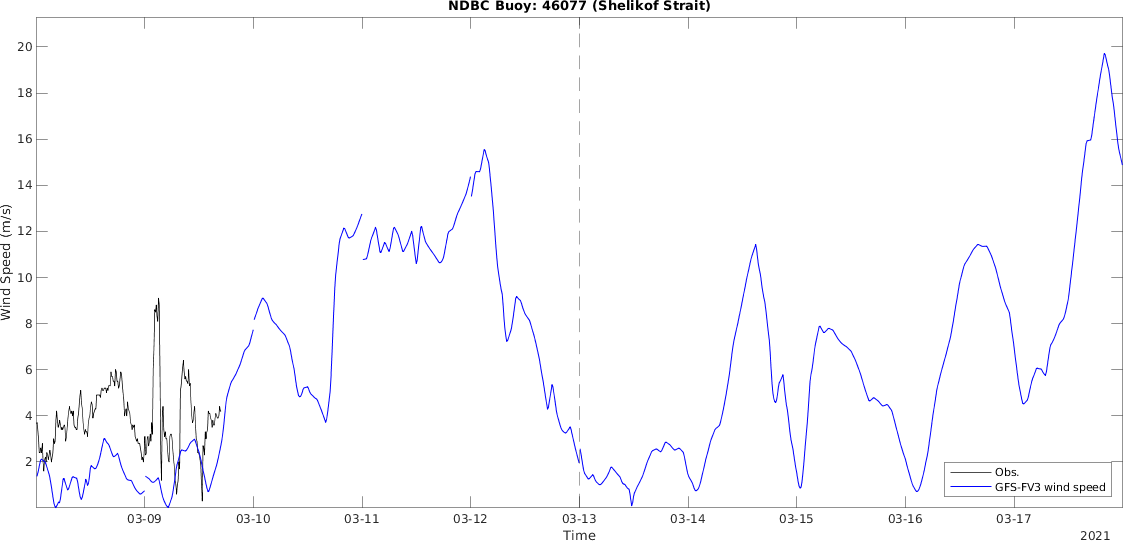 NDBC Buoy: 46077 (Shelikof Strait)
Wind Speed (m/s)
20
18
16
14
12
10
8
6
4
2
03-09 03-10 03-11 03-12 03-13 03-14 03-15 03-16 03-17
Time
2021
Obs.
GFS-FV3 wind speed